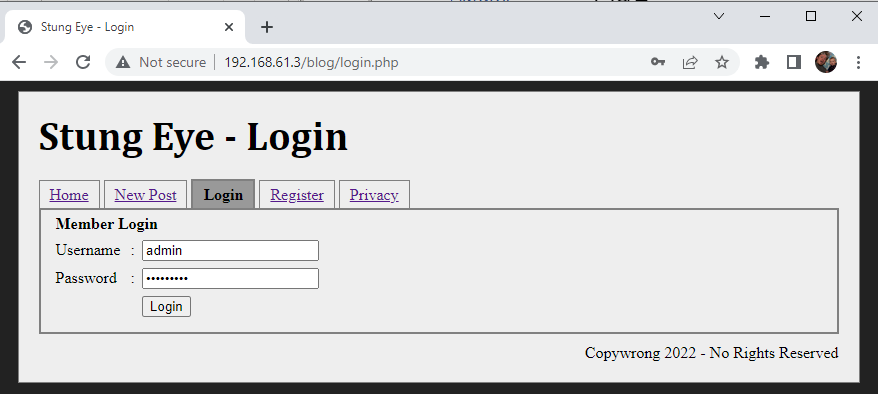 Stung Eye - Login
Not secure 192.168.61.3/blog/login.php
Stung Eye - Login
Home New Post Login Register Privacy
Member Login
Username : admin
Password : •••••••••
Login
Copywrong 2022 - No Rights Reserved